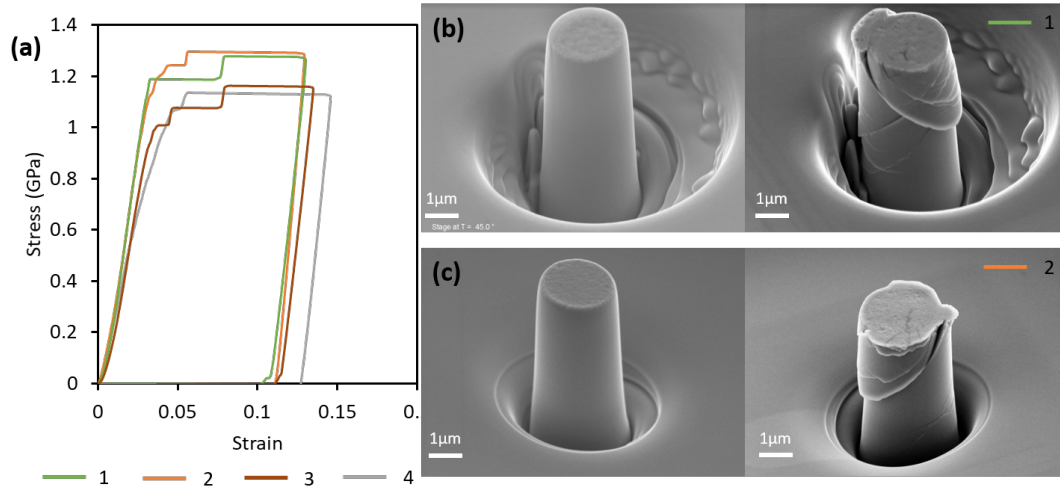 (a)
1.4
1.2
1
0.8
0.6
0.4
0.2
0
0 0.05 0.1 0.15 0.
Stress (GPa)
Strain
1 2 3 4
(b)
1μm
Stage at T = 45.0 °
1
1μm
(c)
1μm
2
1μm